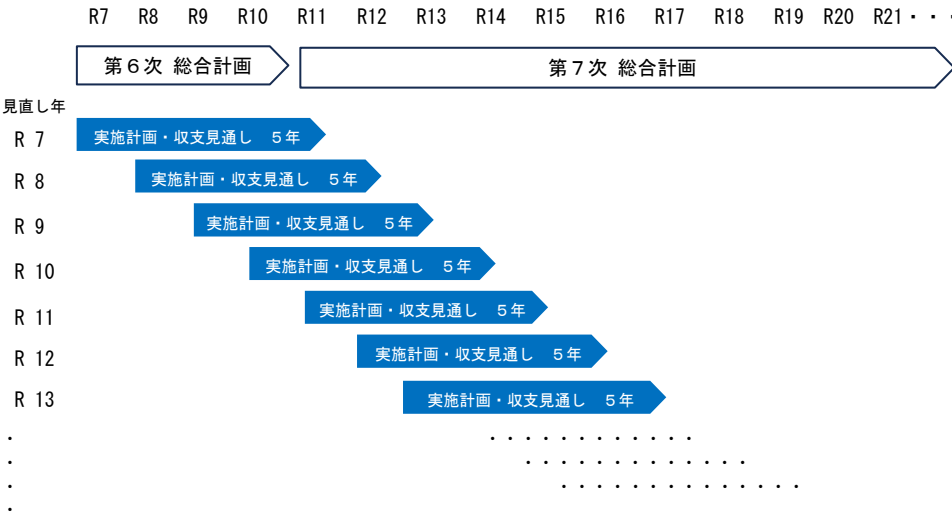 R7 R8 R9 R10 R11 R12 R13 R14 R15 R16 R17 R18 R19 R20 R21・・・
第6次 総合計画 第7次 総合計画
見直し年
R 7 実施計画・収支見通し 5年
R 8 実施計画・収支見通し 5年
R 9 実施計画・収支見通し 5年
R 10 実施計画・収支見通し 5年
R 11 実施計画・収支見通し 5年
R 12 実施計画・収支見通し 5年
R 13 実施計画・収支見通し 5年
・ ・・・・・・・・・・・・
・ ・・・・・・・・・・・・・
・ ・・・・・・・・・・・・・・
・